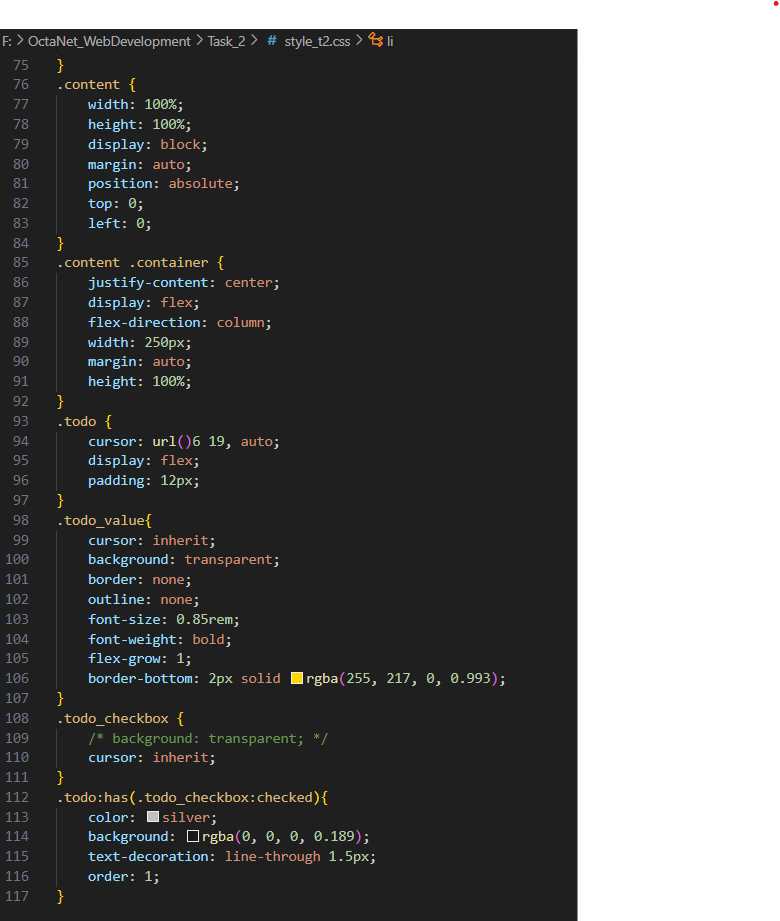 F: > OctaNet_WebDevelopment > Task_2 > # style_t2.css > li
75 }
76 .content {
77 width: 100%;
78 height: 100%;
79 display: block;
80 margin: auto;
81 position: absolute;
82 top: 0;
83 left: 0;
84 }
85 .content .container {
86 justify-content: center;
87 display: flex;
88 flex-direction: column;
89 width: 250px;
90 margin: auto;
91 height: 100%;
92 }
93 .todo {
94 cursor: url()6 19, auto;
95 display: flex;
96 padding: 12px;
97 }
98 .todo_value{
99 cursor: inherit;
100 background: transparent;
101 border: none;
102 outline: none;
103 font-size: 0.85rem;
104 font-weight: bold;
105 flex-grow: 1;
106 border-bottom: 2px solid rgba(255, 217, 0, 0.993);
107 }
108 .todo_checkbox {
109 /* background: transparent; */
110 cursor: inherit;
111 }
112 .todo:has(.todo_checkbox:checked){
113 color: silver;
114 background: rgba(0, 0, 0, 0.189);
115 text-decoration: line-through 1.5px;
116 order: 1;
117 }